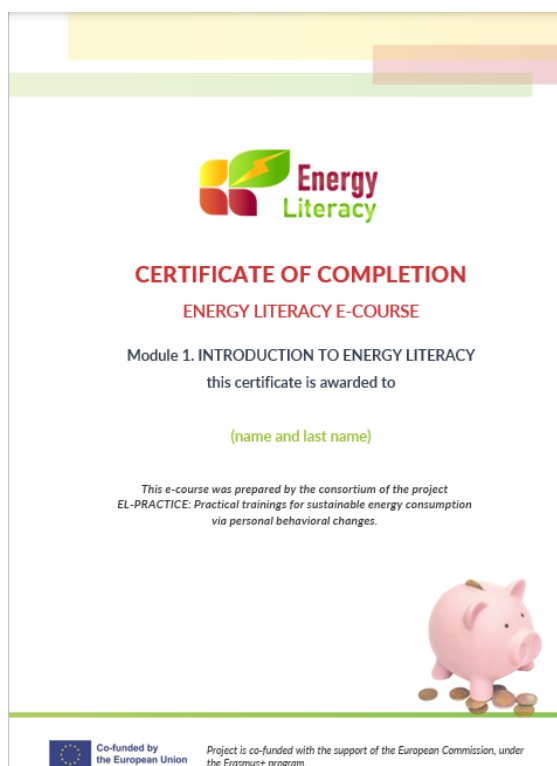 Energy
Literacy
CERTIFICATE OF COMPLETION
ENERGY LITERACY E-COURSE
Module 1. INTRODUCTION TO ENERGY LITERACY
this certificate is awarded to
(name and last name)
This e-course was prepared by the consortium of the project
EL-PRACTICE: Practical trainings for sustainable energy consumption
via personal behavioral changes.
Co-funded by
the European Union
Project is co-funded with the support of the European Commission, under
the Erasmus+ program.